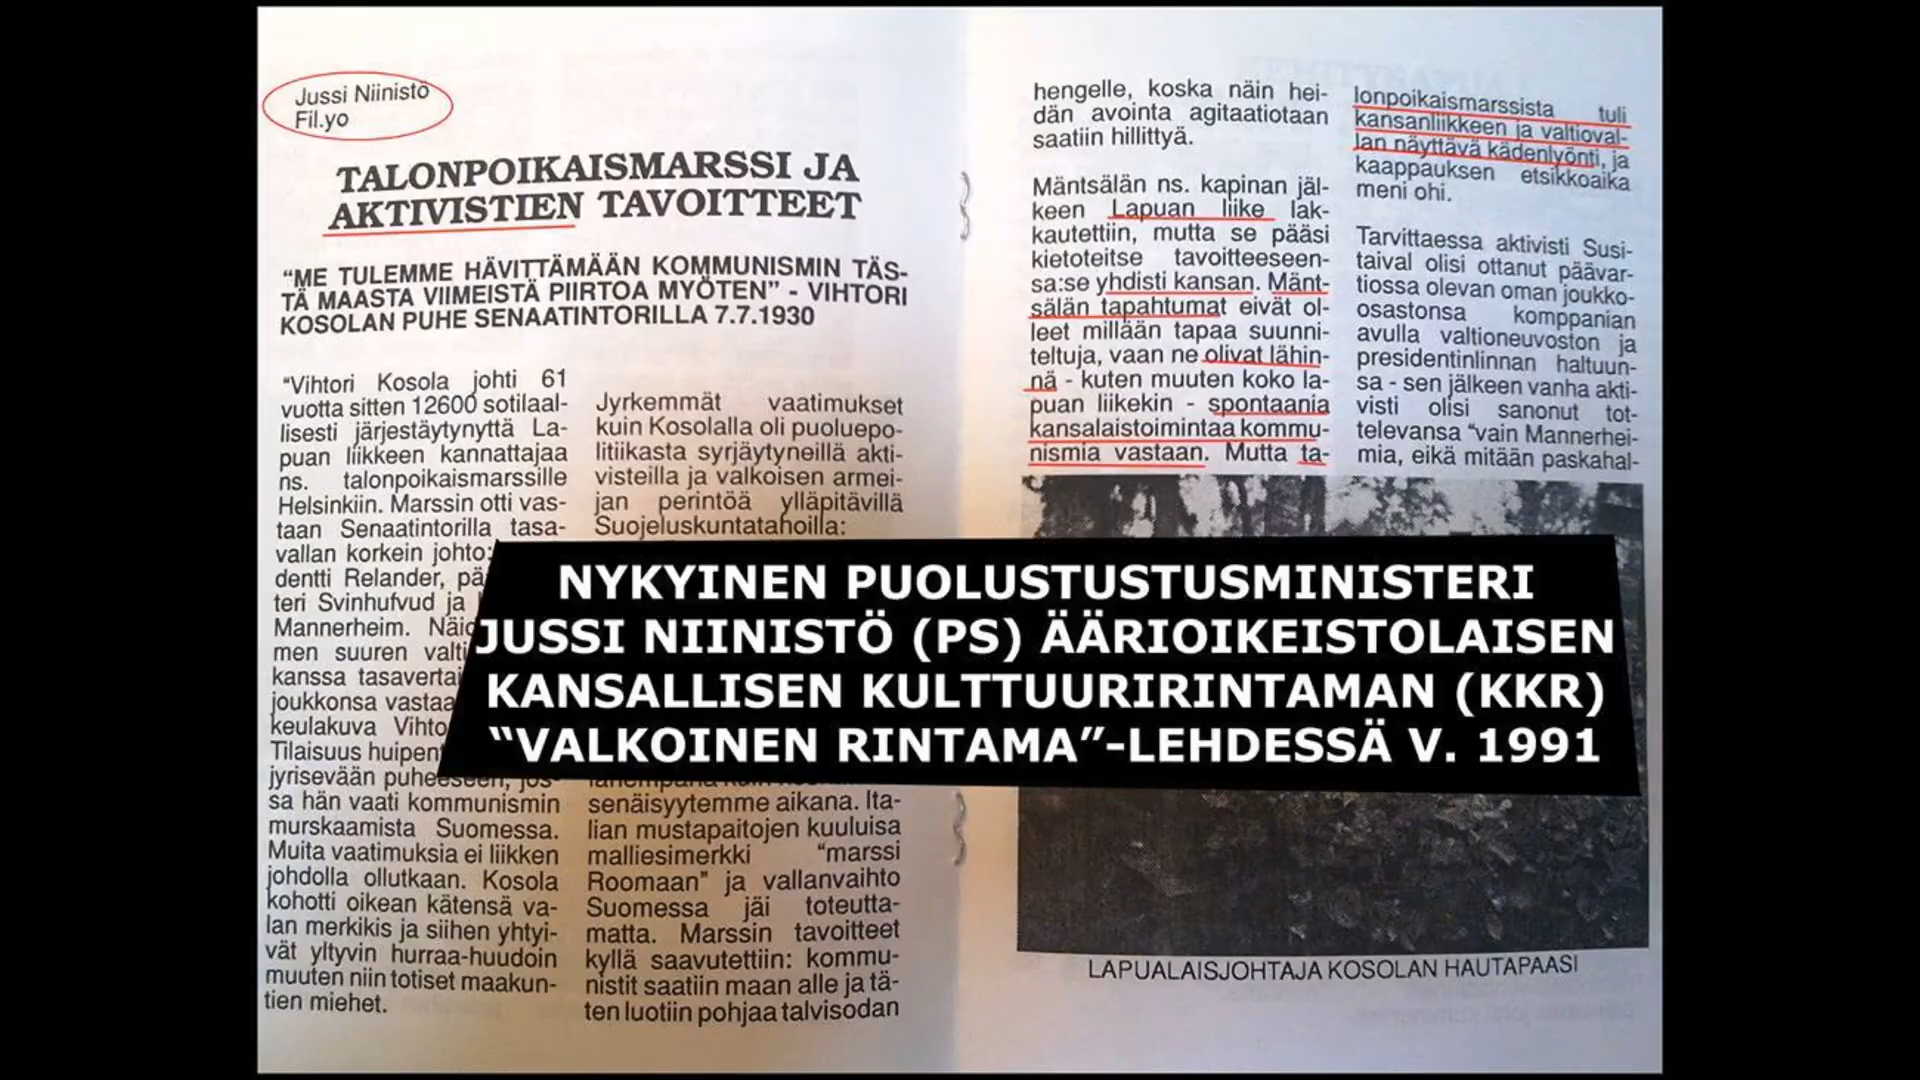 Jussi Niinistö
Fil.yo
TALONPOIKAISMARSSI JA
AKTIVISTIEN TAVOITTEET
“ME TULEMME HÄVITTÄMÄÄN KOMMUNISMIN TÄS-
TÄ MAASTA VIIMEISTÄ PIIRTOA MYÖTEN” - VIHTORI
KOSOLAN PUHE SENAATINTORILLA 7.7.1930
“Vihtori Kosola johti 61
vuotta sitten 12600 sotilaal-
lisesti järjestäytynyttä La-
puan liikkeen kannattajaa
ns. talonpoikaismarssille
Helsinkiin. Marssin otti vas-
taan Senaatintorilla tasa-
vallan korkein johto:
dentti Relander, pä
teri Svinhufvud ja
Mannerheim. Näid
men suuren valti
kanssa tasavertai
joukkonsa vastaa
keulakuva Vihto
Tilaisuus huipent
jyrisevään puheeseen, jos-
sa hän vaati kommunismin
murskaamista Suomessa.
Muita vaatimuksia ei liikken
johdolla ollutkaan. Kosola
kohotti oikean kätensä va-
lan merkikis ja siihen yhtyi-
vät yltyvin hurraa-huudoin
muuten niin totiset maakun-
tien miehet.
Jyrkemmät vaatimukset
kuin Kosolalla oli puoluepo-
litiikasta syrjäytyneillä akti-
visteilla ja valkoisen armei-
jan perintöä ylläpitävillä
Suojeluskuntatahoilla:
senäisyytemme aikana. Ita-
lian mustapaitojen kuuluisa
malliesimerkki “marssi
Roomaan” ja vallanvaihto
Suomessa jäi toteutta-
matta. Marssin tavoitteet
kyllä saavutettiin: kommu-
nistit saatiin maan alle ja tä-
ten luotiin pohjaa talvisodan
hengelle, koska näin hei-
dän avointa agitaatiotaan
saatiin hillittyä.
Mäntsälän ns. kapinan jäl-
keen Lapuan liike lak-
kautettiin, mutta se pääsi
kietoteitse tavoitteeseen-
sa:se yhdisti kansan. Mänt-
sälän tapahtumat eivät ol-
leet millään tapaa suunni-
teltuja, vaan ne olivat lähin-
nä - kuten muuten koko la-
puan liikekin - spontaania
kansalaistoimintaa kommu-
nismia vastaan. Mutta ta-
lonpoikaismarssista tuli
kansanliikkeen ja valtioval-
lan näyttävä kädenlyönti, ja
kaappauksen etsikkoaika
meni ohi.
Tarvittaessa aktivisti Susi-
taival olisi ottanut päävar-
tiossa olevan oman joukko-
osastonsa komppanian
avulla valtioneuvoston ja
presidentinlinnan haltuun-
sa - sen jälkeen vanha akti-
visti olisi sanonut tot-
televansa “vain Mannerhei-
mia, eikä mitään paskahal-
NYKYINEN PUOLUSTUSTUSMINISTERI
JUSSI NIINISTÖ (PS) ÄÄRIOIKEISTOLAISEN
KANSALLISEN KULTTUURIRINTAMAN (KKR)
“VALKOINEN RINTAMA”-LEHDESSÄ V. 1991
LAPUALAISJOHTAJA KOSOLAN HAUTAPAASI